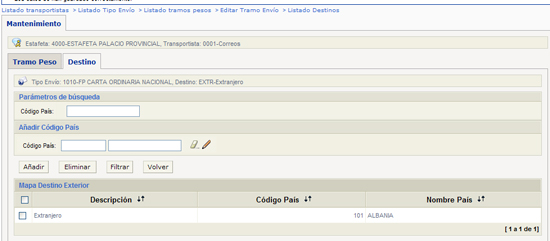 Listado transportistas > Listado Tipo Envío > Listado tramos pesos > Editar Tramo Envío > Listado Destinos
Mantenimiento
Estafeta: 4000-ESTAFETA PALACIO PROVINCIAL, Transportista: 0001-Correos
Tramo Peso Destino
Tipo Envío: 1010-FP CARTA ORDINARIA NACIONAL, Destino: EXTR-Extranjero
Parámetros de búsqueda
Código País:
Añadir Código País
Código País:
Añadir Eliminar Filtrar Volver
Mapa Destino Exterior
Descripción Código País Nombre País
Extranjero 101 ALBANIA
[ 1 a 1 de 1]